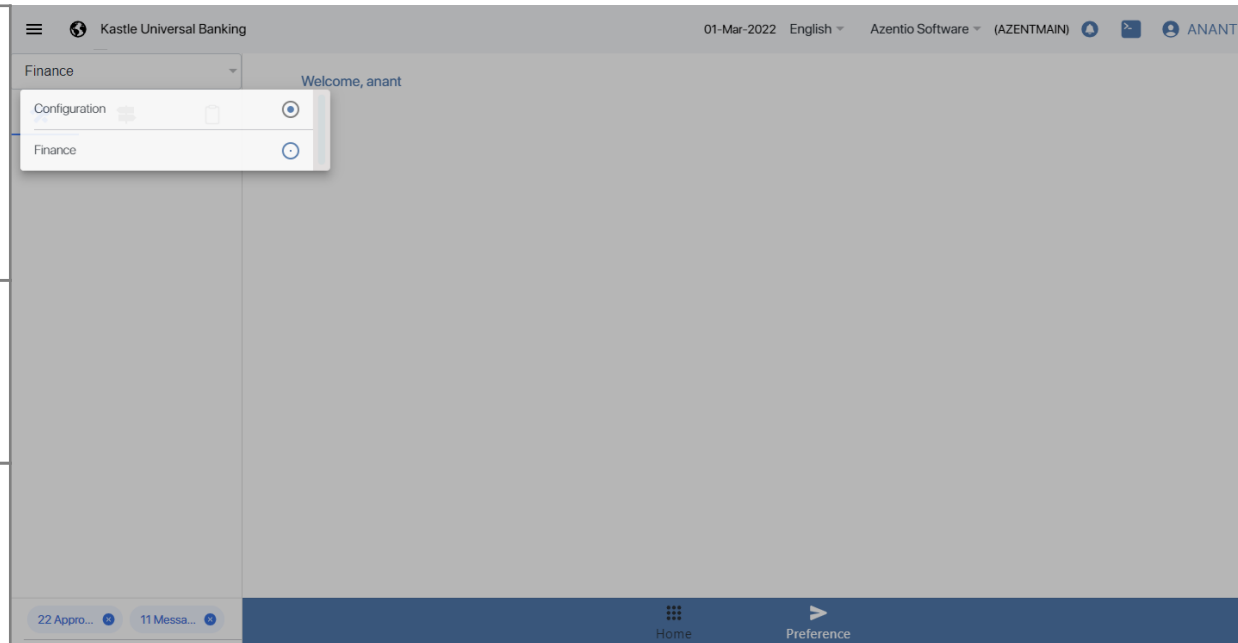 Kastle Universal Banking 01-Mar-2022 English Azentio Software (AZENTMAIN) ANANT
Finance
Welcome, anant
Configuration
Finance
22 Appro... 11 Messa...
Home Preference